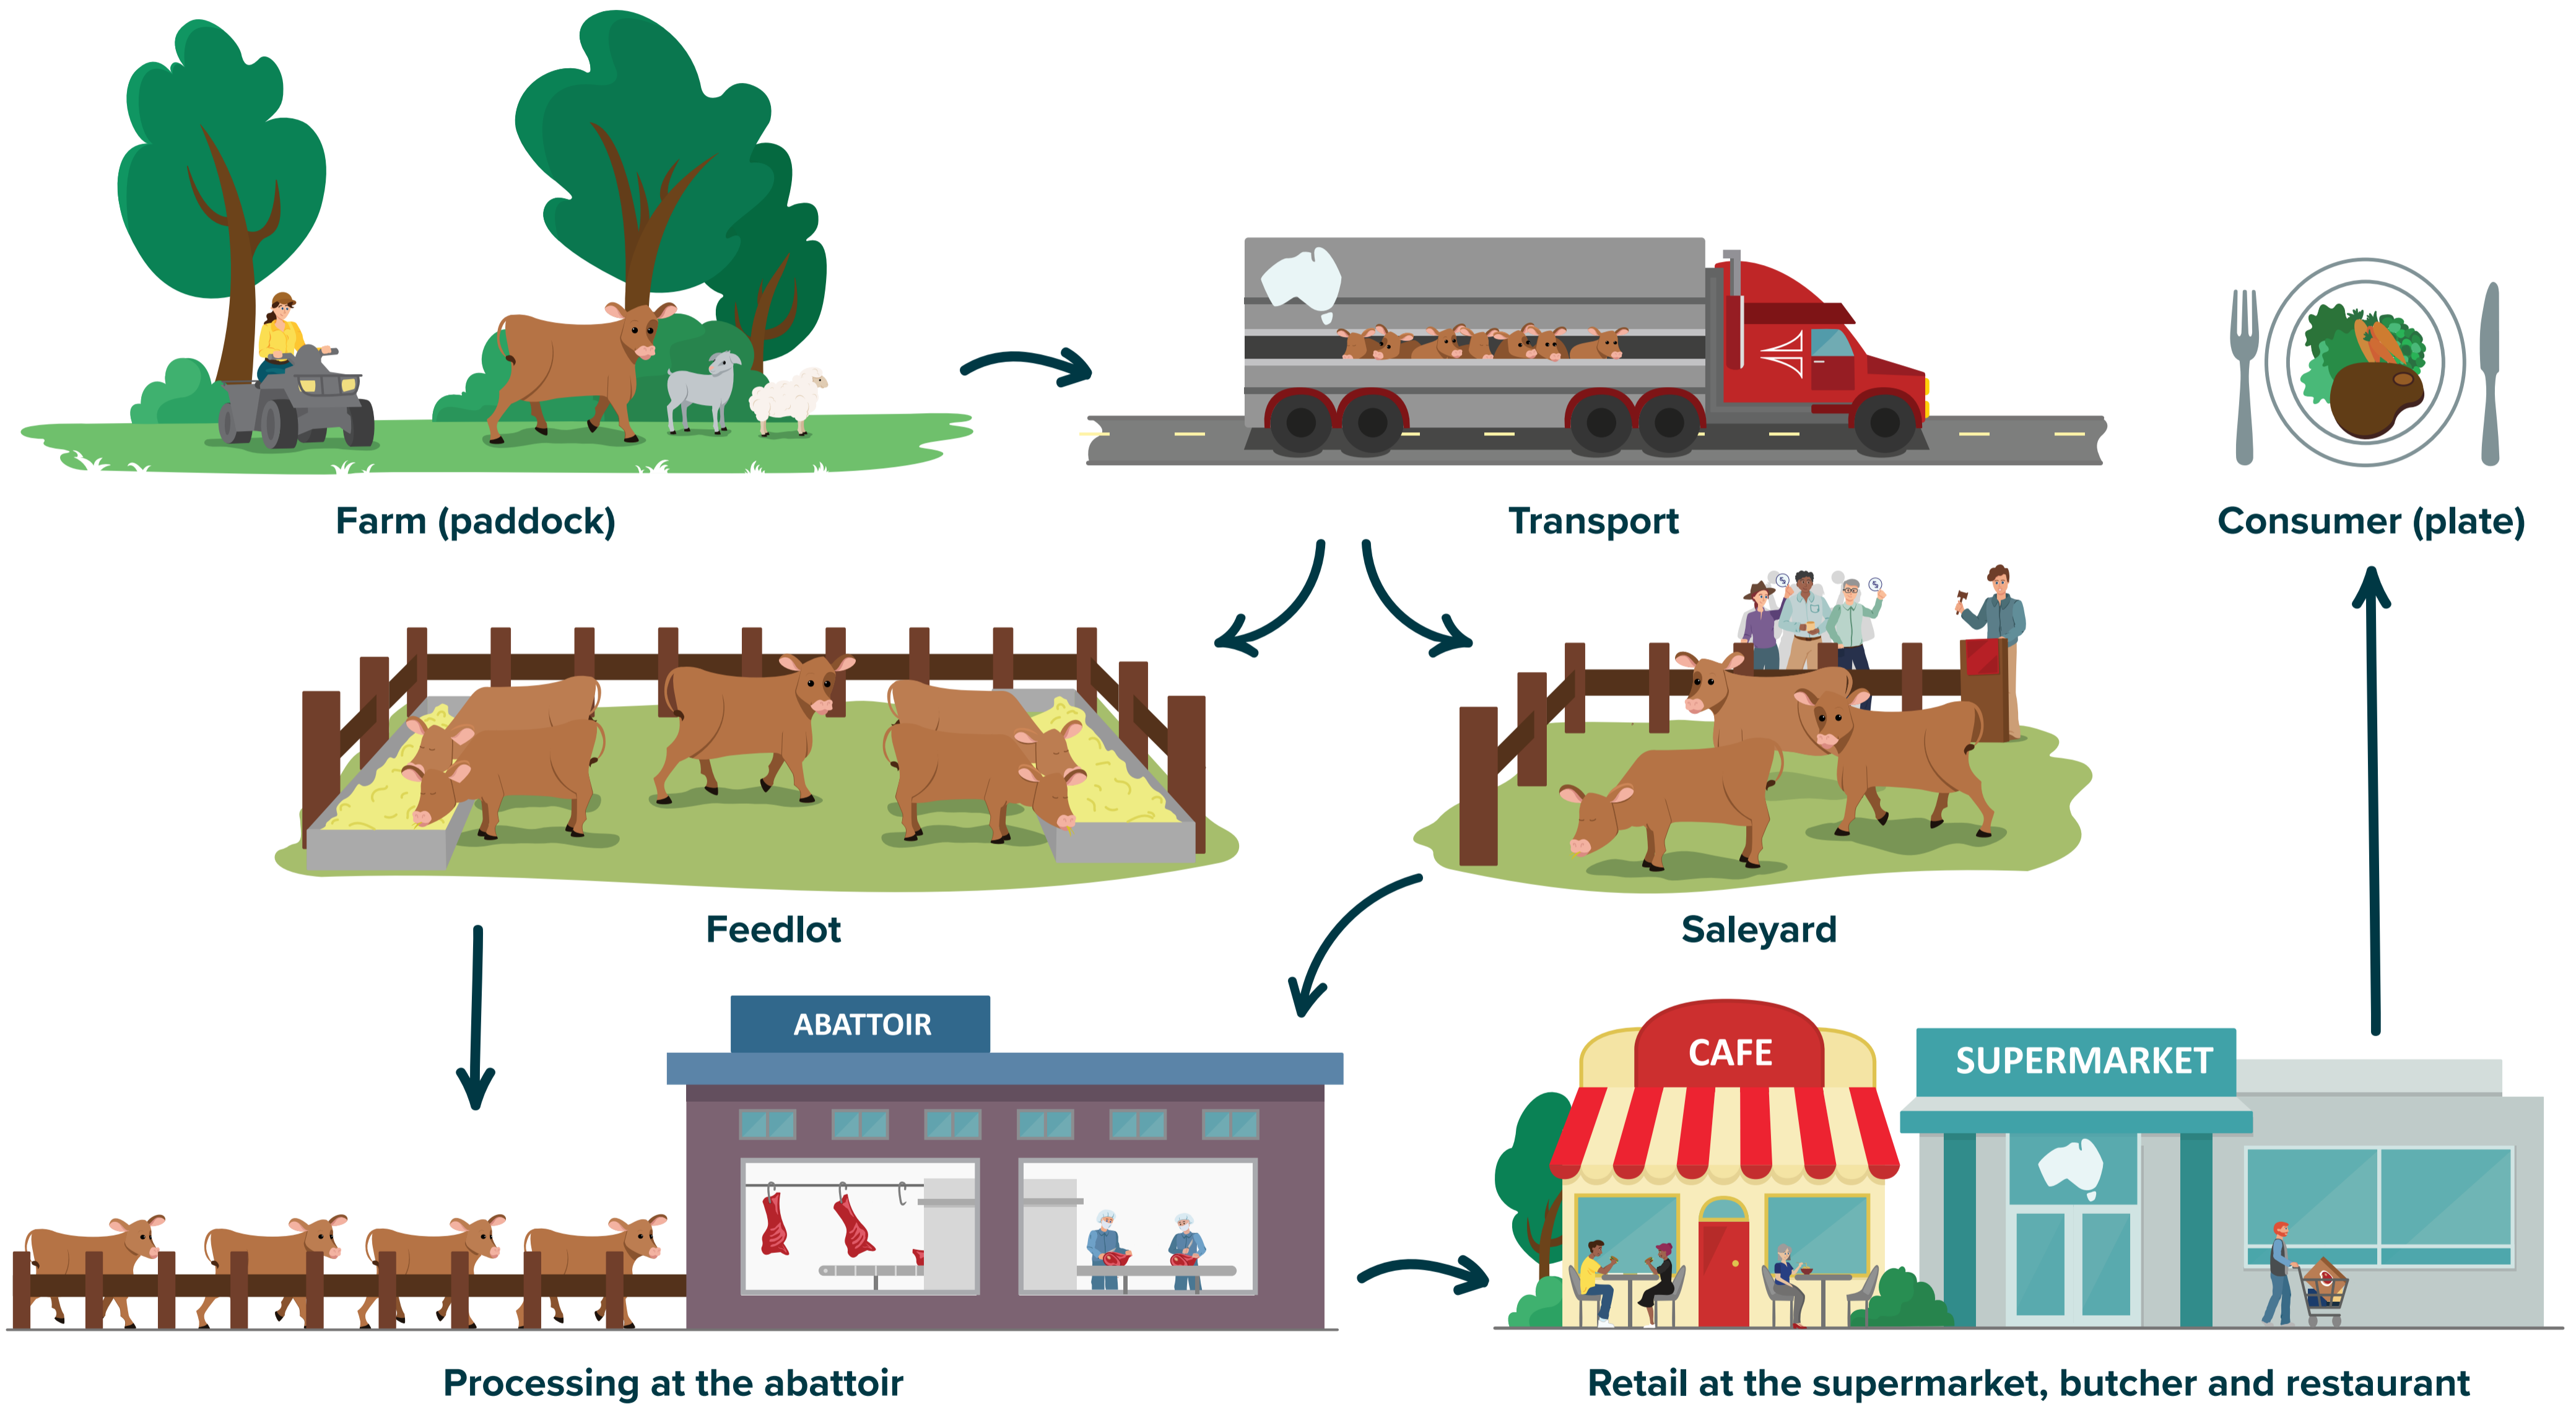 Farm (paddock)
Transport
Consumer (plate)
Feedlot
Saleyard
ABATTOIR
CAFE
SUPERMARKET
Processing at the abattoir
Retail at the supermarket, butcher and restaurant